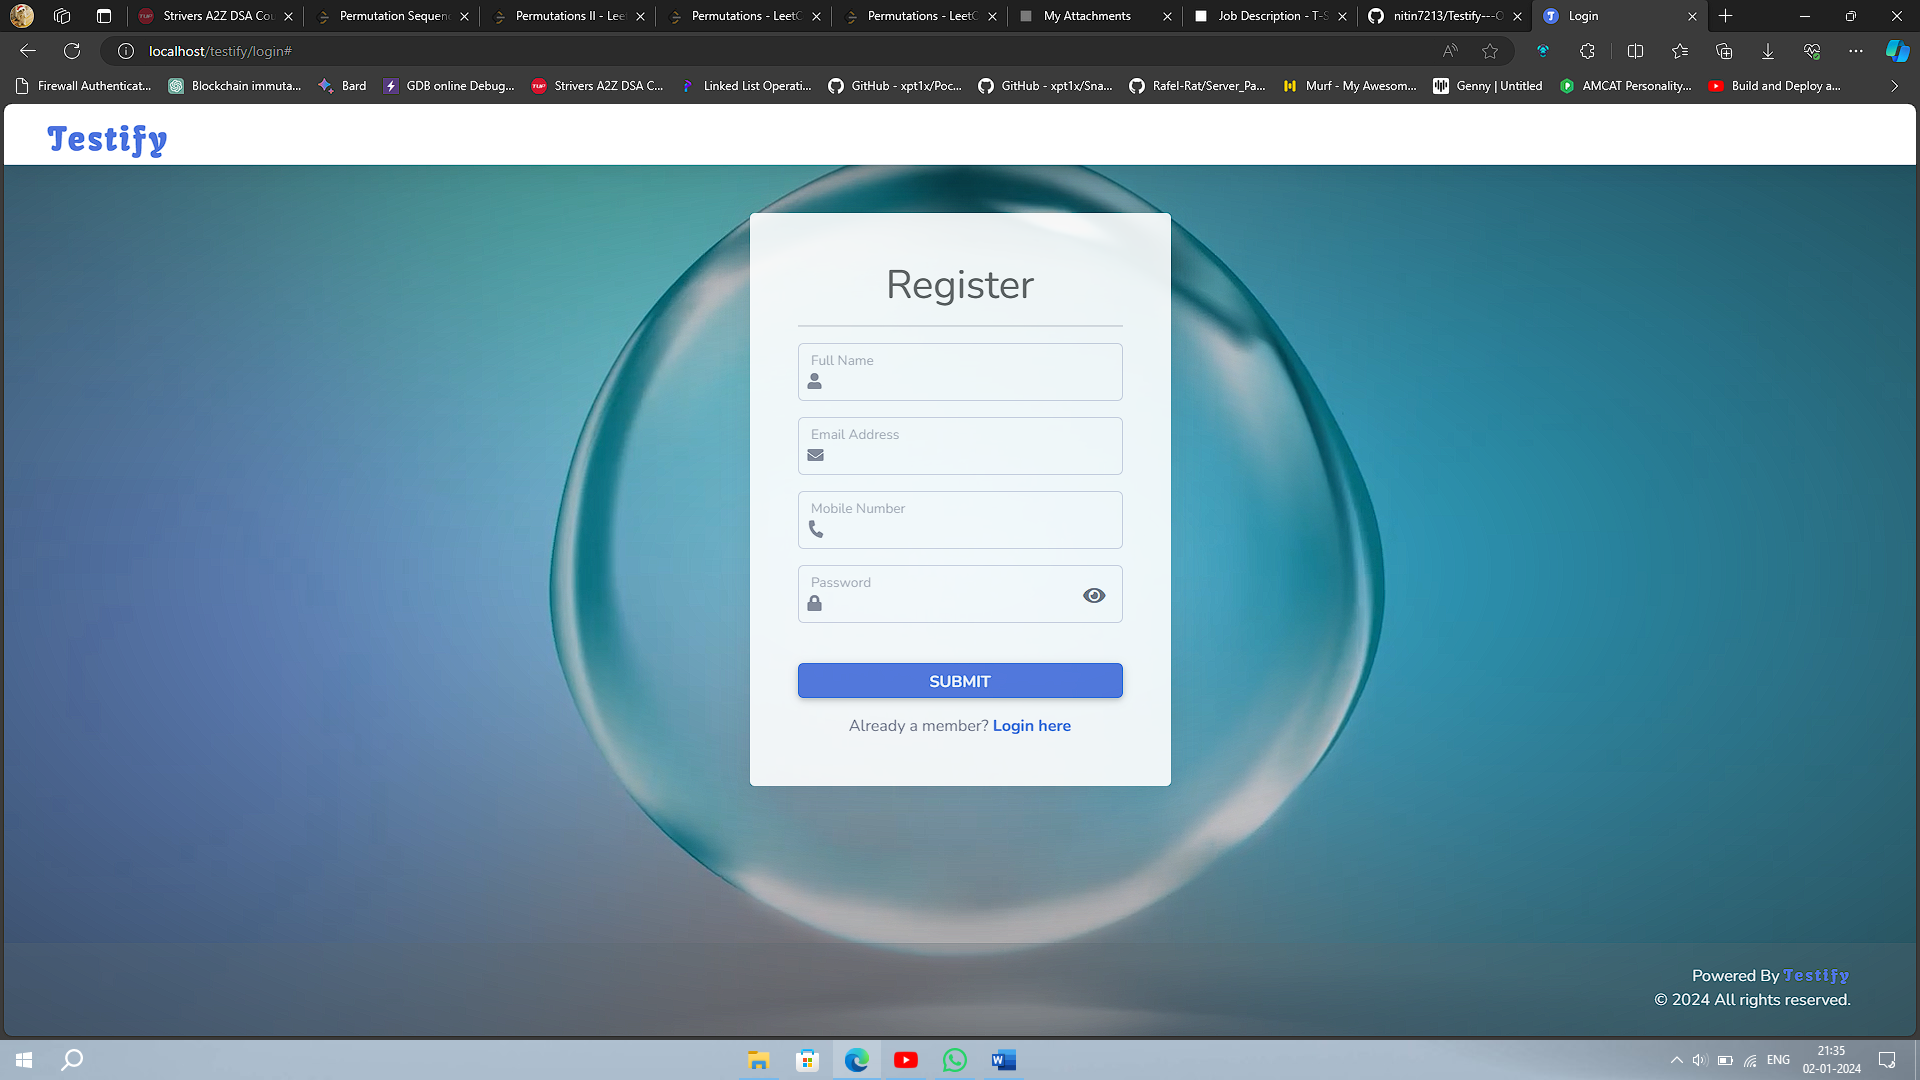 Strivers A2Z DSA Cou
Permutation Sequen
Permutations II - Leet
Permutations - LeetC
Permutations - LeetC
My Attachments
Job Description - T-S
nitin7213/Testify---O
Login
localhost/testify/login#
Firewall Authenticat...
Blockchain immuta...
Bard
GDB online Debug...
Strivers A2Z DSA C...
Linked List Operati...
GitHub - xpt1x/Poc...
GitHub - xpt1x/Sna...
Rafel-Rat/Server_Pa...
Murf - My Awesom...
Genny | Untitled
AMCAT Personality...
Build and Deploy a...
Testify
Register
Full Name
Email Address
Mobile Number
Password
SUBMIT
Already a member? Login here
Powered By Testify
© 2024 All rights reserved.
ENG
21:35
02-01-2024